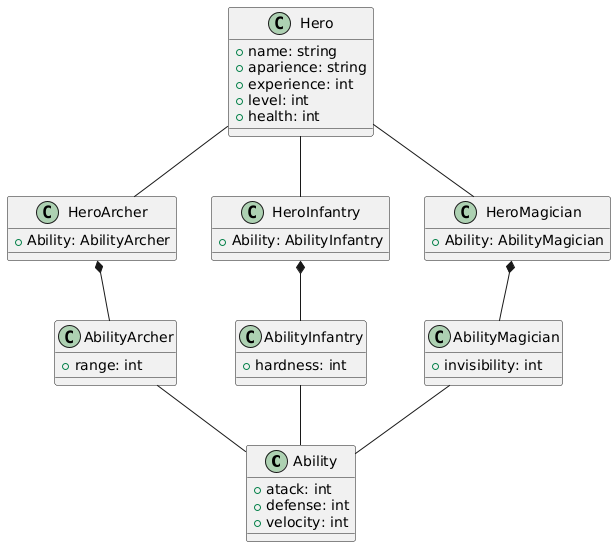 C Hero
name: string
aparience: string
experience: int
level: int
health: int
C HeroArcher
Ability: AbilityArcher
C HeroInfantry
Ability: AbilityInfantry
C HeroMagician
Ability: AbilityMagician
C AbilityArcher
range: int
C AbilityInfantry
hardness: int
C AbilityMagician
invisibility: int
C Ability
atack: int
defense: int
velocity: int